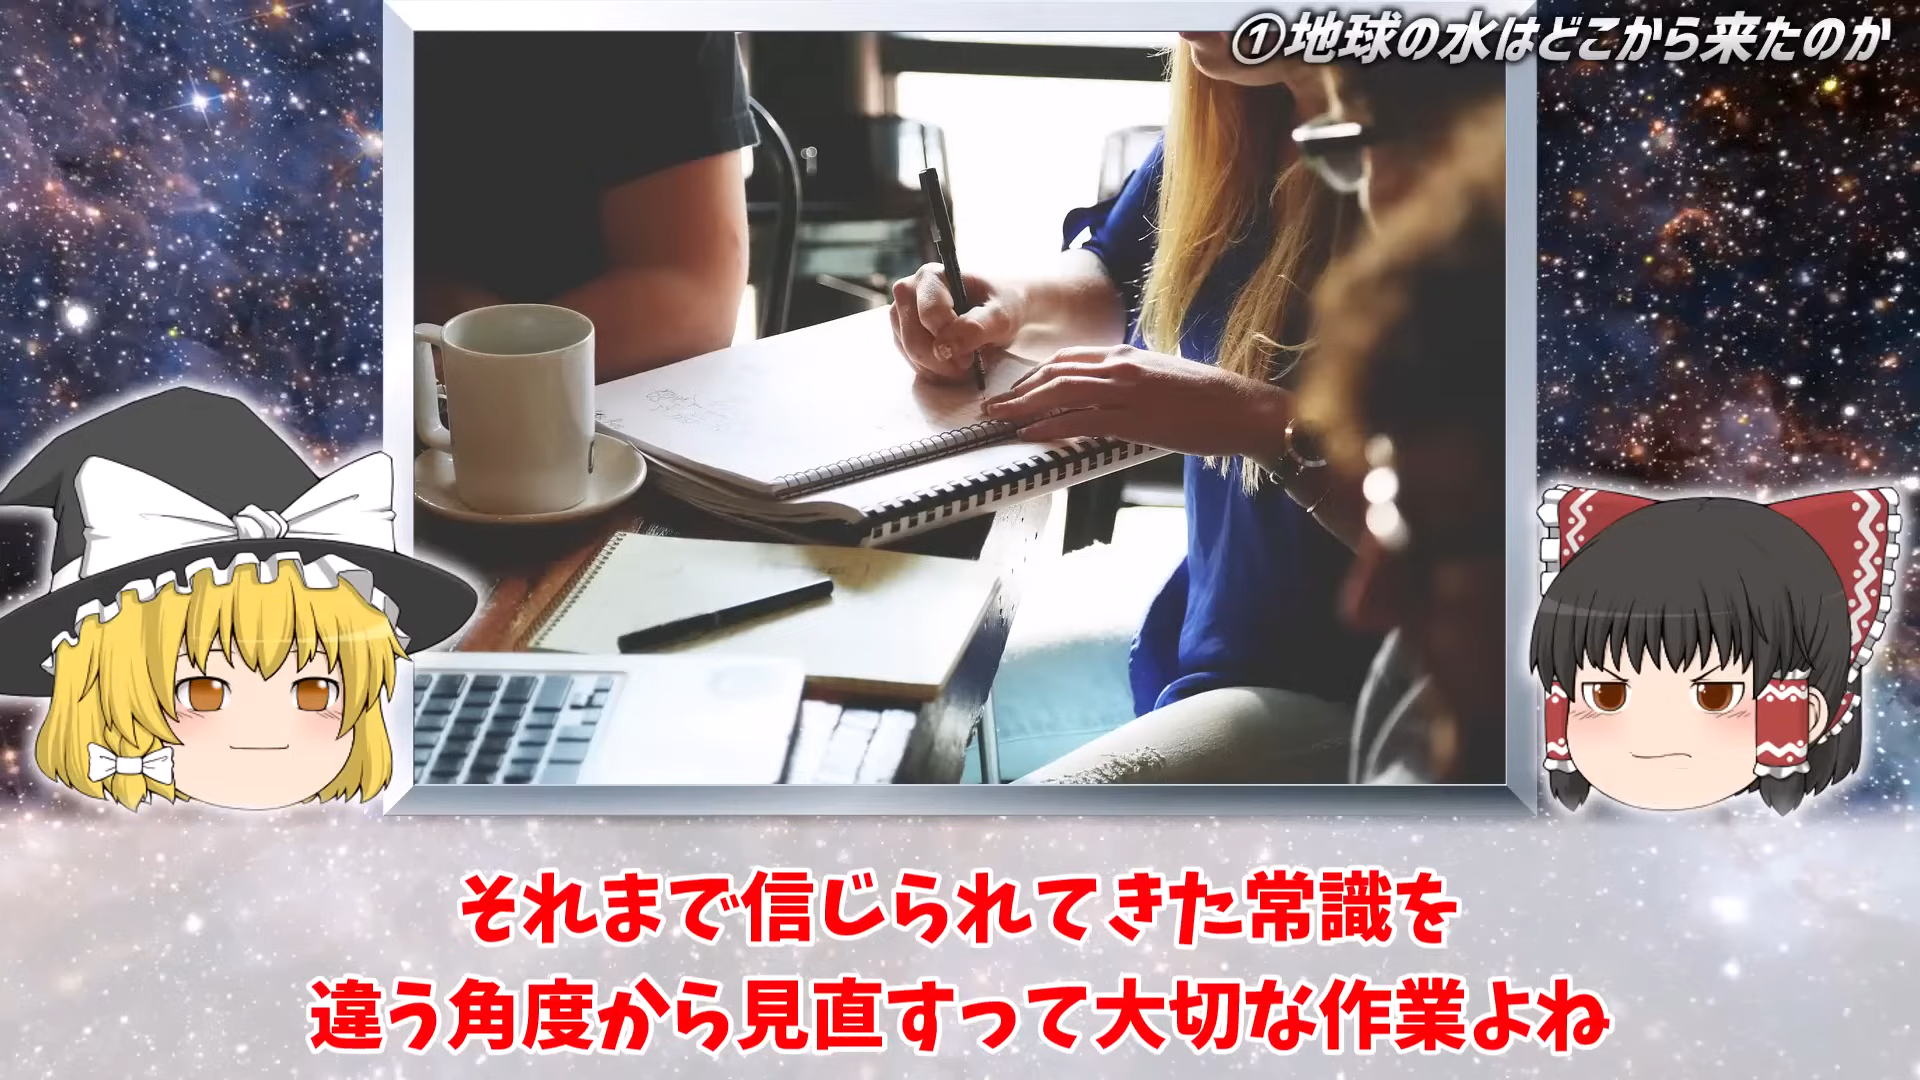 ①地球の水はどこから来たのか
それまで信じられてきた常識を
違う角度から見直すって大切な作業よね